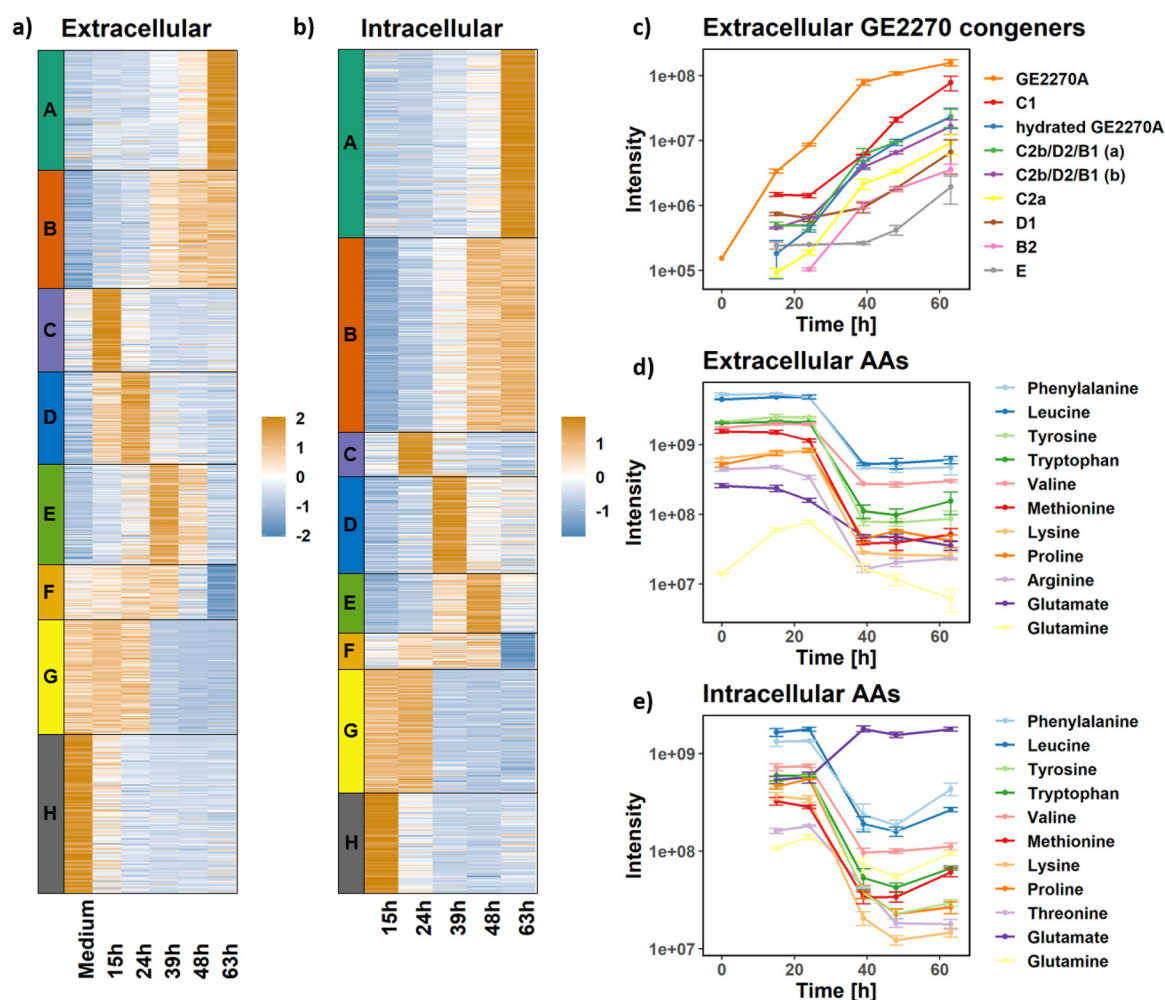 a)
Extracellular
A
B
C
D
E
F
G
H
Medium
15h
24h
39h
48h
63h
2
1
0
-1
-2
b)
Intracellular
A
B
C
D
E
F
G
H
15h
24h
39h
48h
63h
1
0
-1
c)
Extracellular GE2270 congeners
Intensity
1e+08
1e+07
1e+06
1e+05
0
20
40
60
Time [h]
GE2270A
C1
hydrated GE2270A
C2b/D2/B1 (a)
C2b/D2/B1 (b)
C2a
D1
B2
E
d)
Extracellular AAs
Intensity
1e+09
1e+08
1e+07
0
20
40
60
Time [h]
Phenylalanine
Leucine
Tyrosine
Tryptophan
Valine
Methionine
Lysine
Proline
Arginine
Glutamate
Glutamine
e)
Intracellular AAs
Intensity
1e+09
1e+08
1e+07
0
20
40
60
Time [h]
Phenylalanine
Leucine
Tyrosine
Tryptophan
Valine
Methionine
Lysine
Proline
Threonine
Glutamate
Glutamine